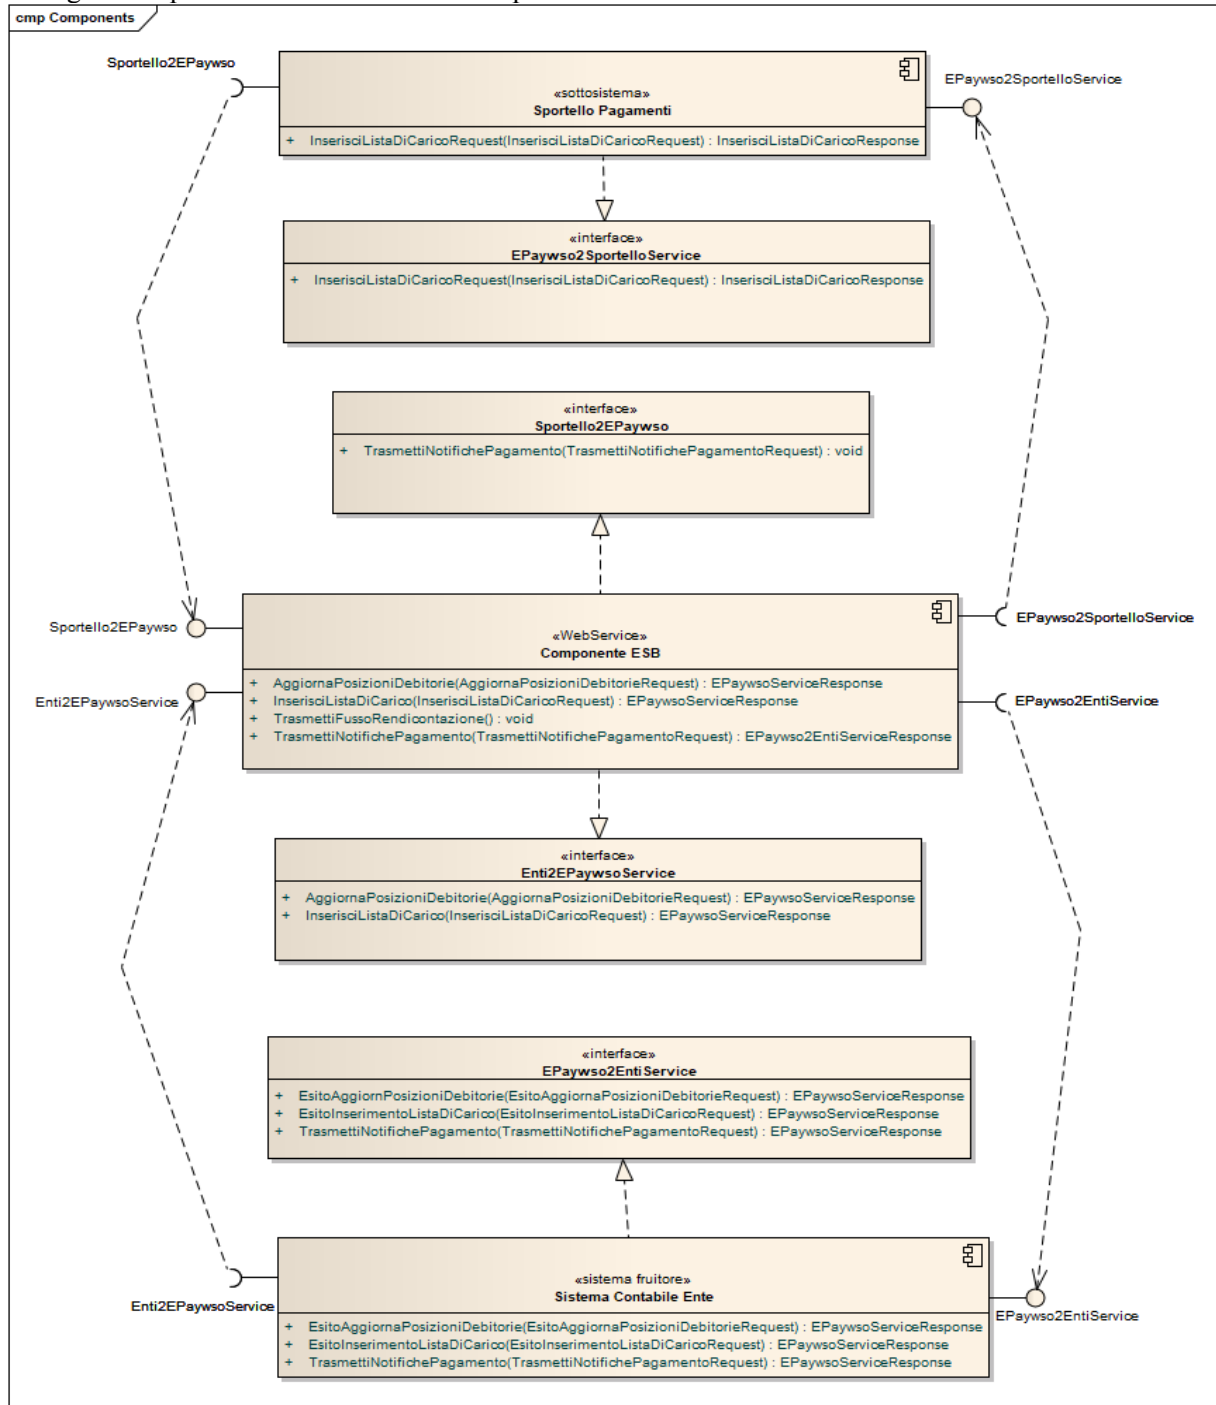 cmp Components
Sportello2EPaywso
EPaywso2SportelloService
«sottosistema»
Sportello Pagamenti
+ InserisciListaDiCaricoRequest(InserisciListaDiCaricoRequest) : InserisciListaDiCaricoResponse
«interface»
EPaywso2SportelloService
+ InserisciListaDiCaricoRequest(InserisciListaDiCaricoRequest) : InserisciListaDiCaricoResponse
«interface»
Sportello2EPaywso
+ TrasmettiNotifichePagamento(TrasmettiNotifichePagamentoRequest) : void
Sportello2EPaywso
EPaywso2SportelloService
«WebService»
Componente ESB
Enti2EPaywsoService
EPaywso2EntiService
+ AggiornaPosizioniDebitorie(AggiornaPosizioniDebitorieRequest) : EPaywsoServiceResponse
+ InserisciListaDiCarico(InserisciListaDiCaricoRequest) : EPaywsoServiceResponse
+ TrasmettiFussoRendicontazione() : void
+ TrasmettiNotifichePagamento(TrasmettiNotifichePagamentoRequest) : EPaywso2EntiServiceResponse
«interface»
Enti2EPaywsoService
+ AggiornaPosizioniDebitorie(AggiornaPosizioniDebitorieRequest) : EPaywsoServiceResponse
+ InserisciListaDiCarico(InserisciListaDiCaricoRequest) : EPaywsoServiceResponse
«interface»
EPaywso2EntiService
+ EsitoAggiornPosizioniDebitorie(EsitoAggiornaPosizioniDebitorieRequest) : EPaywsoServiceResponse
+ EsitoInserimentoListaDiCarico(EsitoInserimentoListaDiCaricoRequest) : EPaywsoServiceResponse
+ TrasmettiNotifichePagamento(TrasmettiNotifichePagamentoRequest) : EPaywsoServiceResponse
Enti2EPaywsoService
«sistema fruitore»
Sistema Contabile Ente
EPaywso2EntiService
+ EsitoAggiornaPosizioniDebitorie(EsitoAggiornaPosizioniDebitorieRequest) : EPaywsoServiceResponse
+ EsitoInserimentoListaDiCarico(EsitoInserimentoListaDiCaricoRequest) : EPaywsoServiceResponse
+ TrasmettiNotifichePagamento(TrasmettiNotifichePagamentoRequest) : EPaywsoServiceResponse